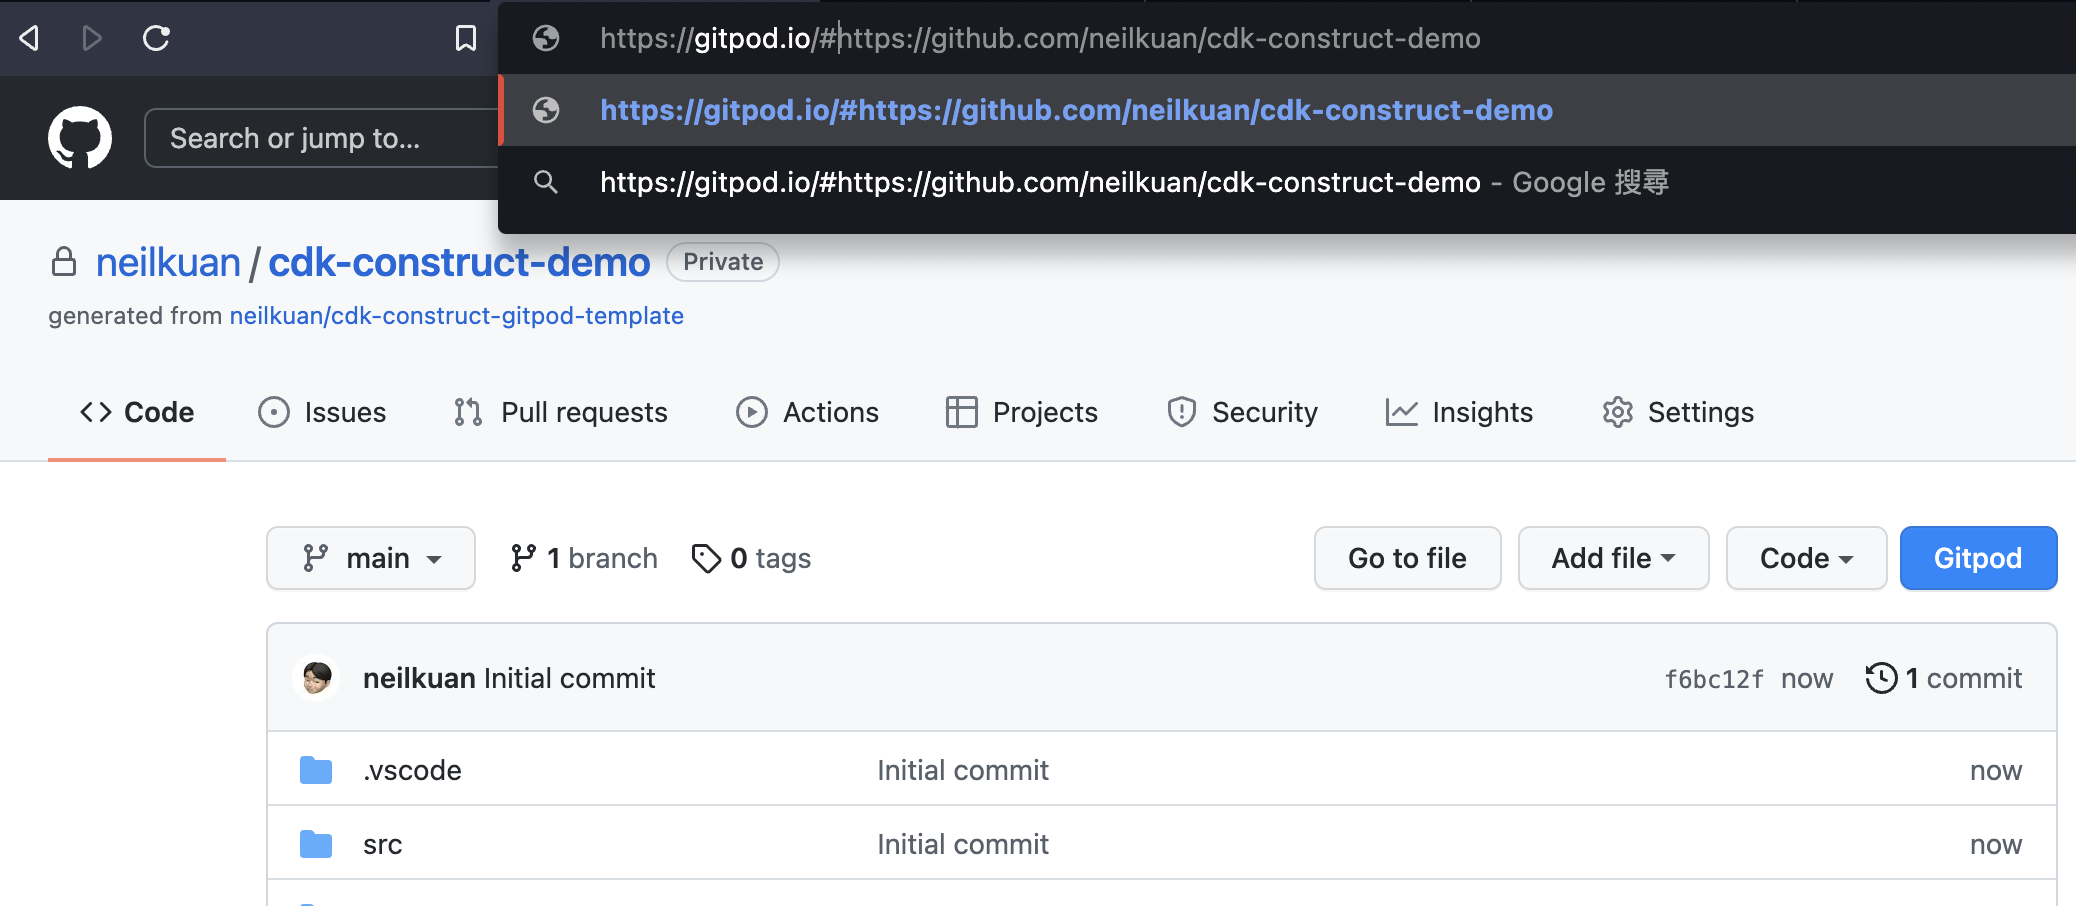 https://gitpod.io/#https://github.com/neilkuan/cdk-construct-demo
https://gitpod.io/#https://github.com/neilkuan/cdk-construct-demo
Search or jump to...
https://gitpod.io/#https://github.com/neilkuan/cdk-construct-demo - Google 搜尋
neilkuan / cdk-construct-demo Private
generated from neilkuan/cdk-construct-gitpod-template
Code Issues Pull requests Actions Projects Security Insights Settings
main 1 branch 0 tags Go to file Add file Code Gitpod
neilkuan Initial commit f6bc12f now 1 commit
.vscode Initial commit now
src Initial commit now